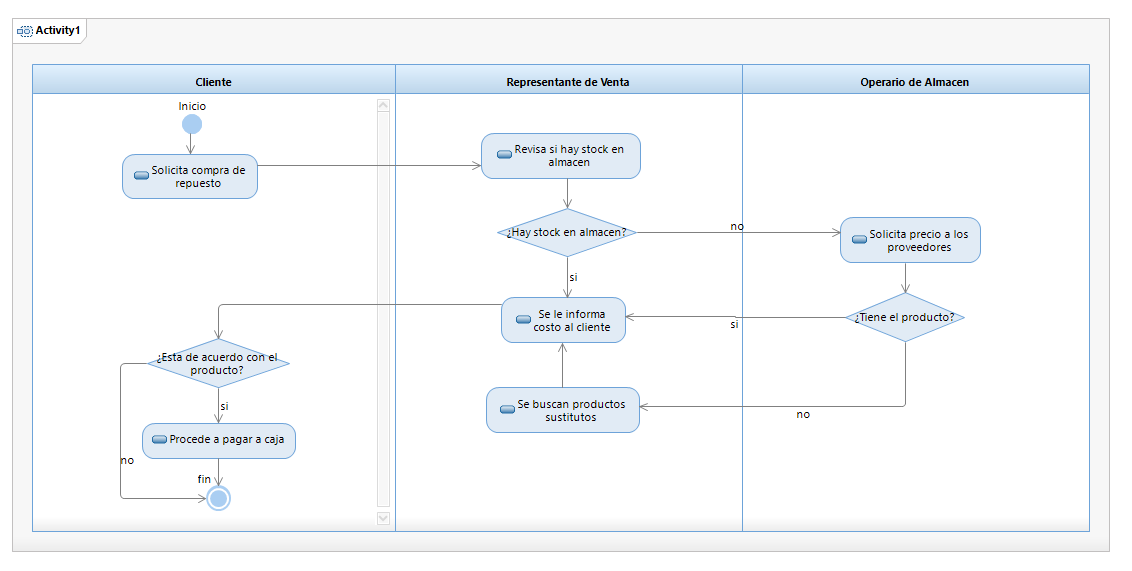 Activity1
Cliente
Representante de Venta
Operario de Almacen
Inicio
Solicita compra de
repuesto
Revisa si hay stock en
almacen
¿Hay stock en almacen?
no
Solicita precio a los
proveedores
si
Se le informa
costo al cliente
si
¿Tiene el producto?
¿Esta de acuerdo con el
producto?
si
Se buscan productos
sustitutos
no
Procede a pagar a caja
no
fin